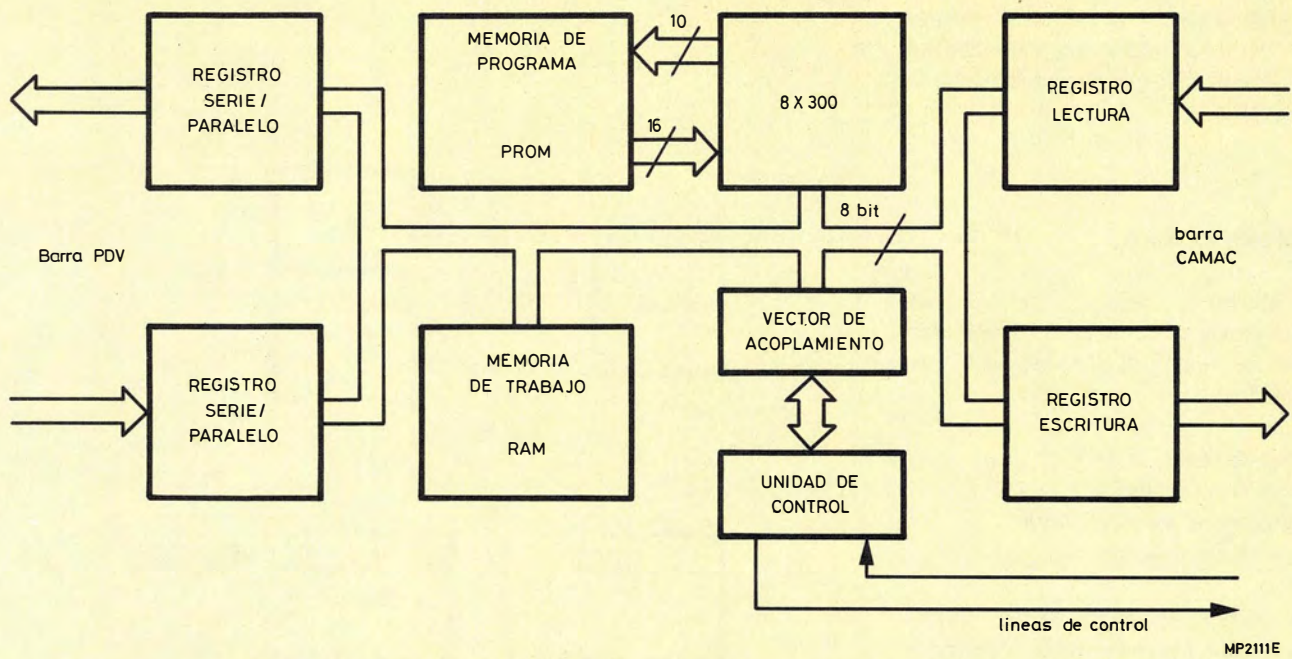 REGISTRO
SERIE/
PARALELO
MEMORIA DE
PROGRAMA
PROM
10
16
8 X 300
REGISTRO
LECTURA
8 bit
Barra PDV
barra
CAMAC
REGISTRO
SERIE/
PARALELO
MEMORIA
DE TRABAJO
RAM
VECTOR DE
ACOPLAMIENTO
REGISTRO
ESCRITURA
UNIDAD DE
CONTROL
lineas de control
MP2111E